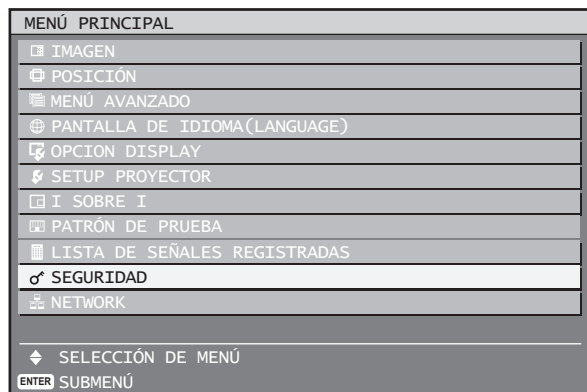 MENÚ PRINCIPAL
IMAGEN
POSICIÓN
MENÚ AVANZADO
PANTALLA DE IDIOMA(LANGUAGE)
OPCION DISPLAY
SETUP PROYECTOR
I SOBRE I
PATRÓN DE PRUEBA
LISTA DE SEÑALES REGISTRADAS
SEGURIDAD
NETWORK
SELECCIÓN DE MENÚ
ENTER SUBMENÚ